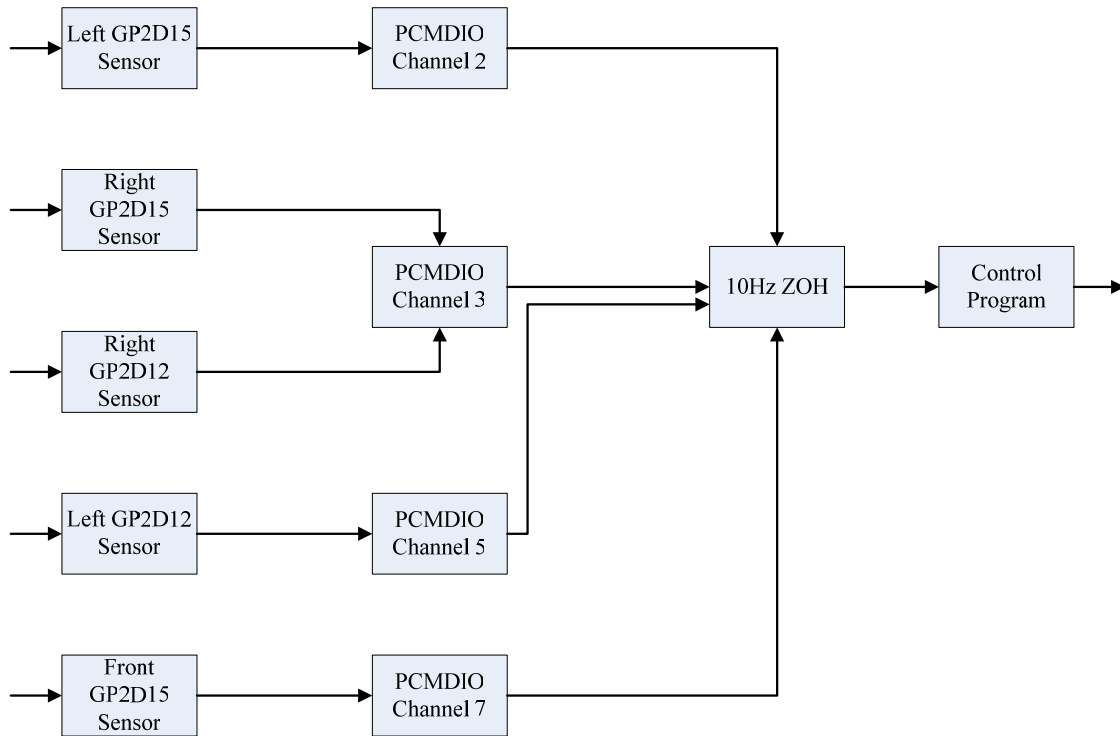 Left GP2D15
Sensor
PCMDIO
Channel 2
Right
GP2D15
Sensor
PCMDIO
Channel 3
10Hz ZOH
Control
Program
Right
GP2D12
Sensor
Left GP2D12
Sensor
PCMDIO
Channel 5
Front
GP2D15
Sensor
PCMDIO
Channel 7